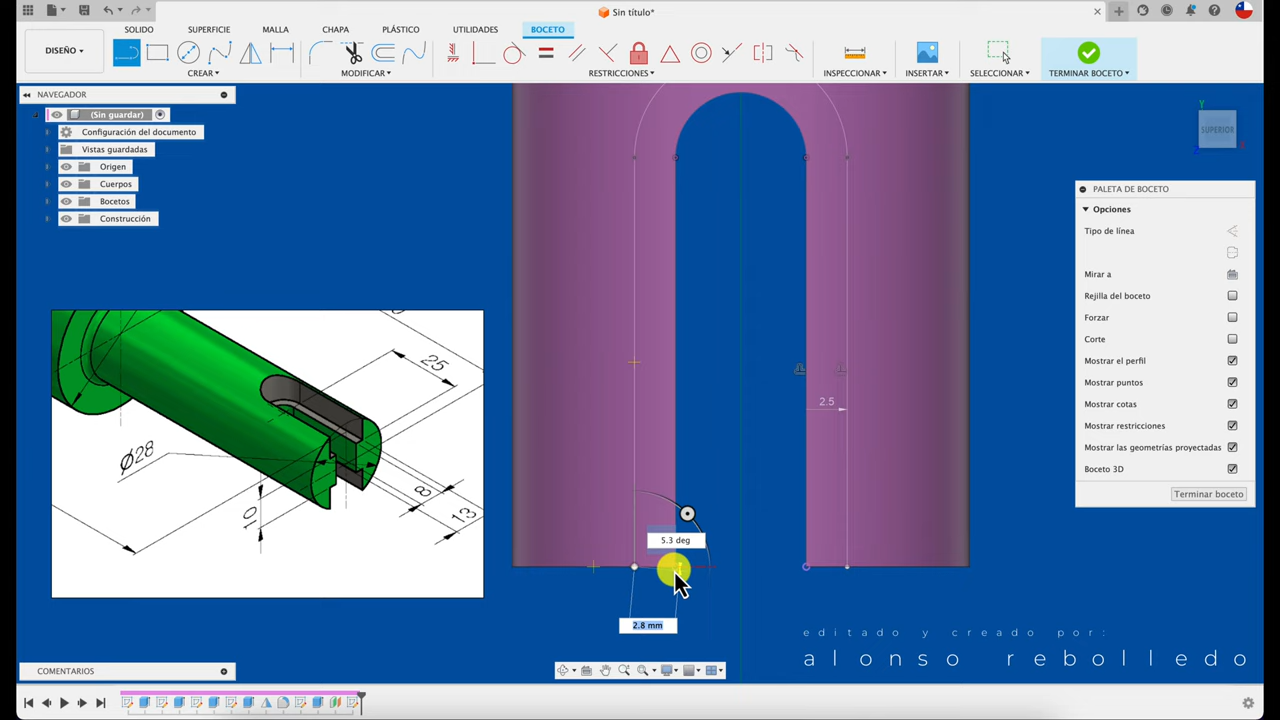 Sin título*
SOLIDO SUPERFICIE MALLA CHAPA PLÁSTICO UTILIDADES BOCETO
DISEÑO
CREAR MODIFICAR RESTRICCIONES INSPECCIONAR INSERTAR SELECCIONAR TERMINAR BOCETO
NAVEGADOR
(Sin guardar)
Configuración del documento
Vistas guardadas
Origen
Cuerpos
Bocetos
Construcción
Y
SUPERIOR
PALETA DE BOCETO
Opciones
Tipo de línea
Mirar a
Rejilla del boceto
Forzar
Corte
Mostrar el perfil
Mostrar puntos
Mostrar cotas
Mostrar restricciones
Mostrar las geometrías proyectadas
Boceto 3D
Terminar boceto
2.5
5.3 deg
2.8 mm
25
Ø28
8
10
13
editado y creado por:
alonso rebolledo
COMENTARIOS